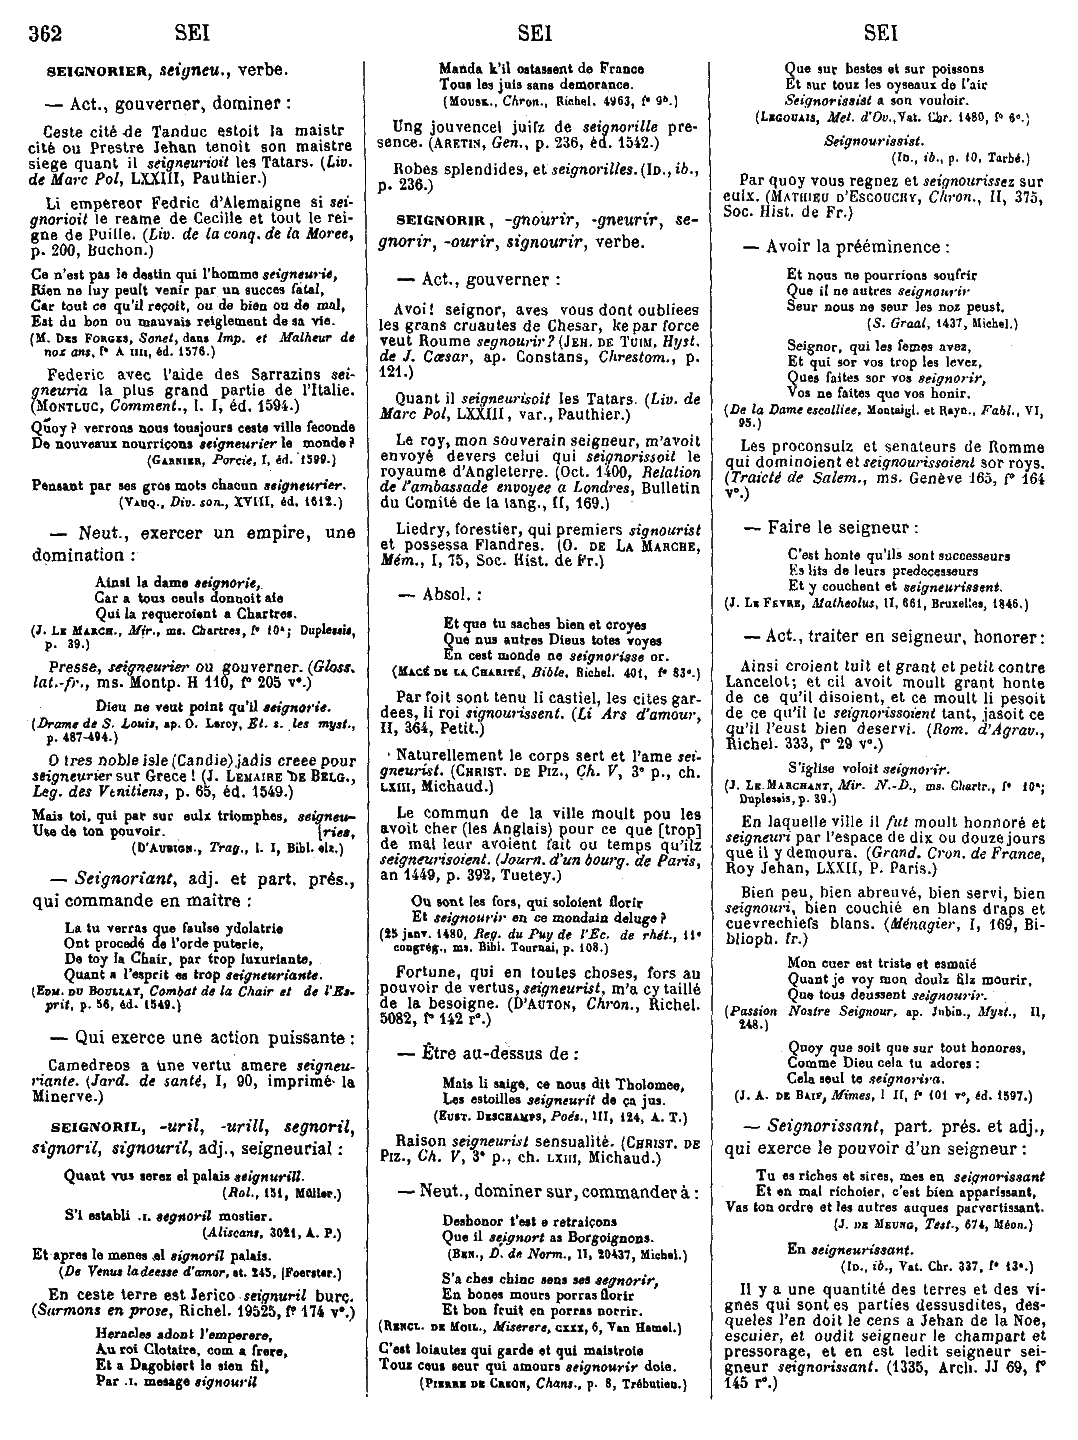 362 SEI SEI SEI
SEIGNORIER, seigneu., verbe.
— Act., gouverner, dominer :
Ceste cité de Tanduc estoit la maistr
cité ou Prestre Jehan tenoit son maistre
siege quant il seigneurioit les Tatars. (Liv.
de Marc Pol, LXXIII, Pauthier.)
Li empereor Fedric d'Alemaigne si sei-
gnorioit le reame de Cecille et tout le rei-
gne de Puille. (Liv. de la conq. de la Moree,
p. 200, Buchon.)
Ce n'est pas le destin qui l'homme seigneurie,
Rien ne luy peult venir par un succes fatal,
Car tout ce qu'il reçoit, ou de bien ou de mal,
Est du bon ou mauvais reiglement de sa vie.
(M. DES FORGES, Sonet, dans Imp. et Malheur de
noz ans, f° A IIII, éd. 1576.)
Federic avec l'aide des Sarrazins sei-
gneuria la plus grand partie de l'Italie.
(MONTLUC, Comment., l. I, éd. 1594.)
Quoy ? verrons nous tousjours ceste ville feconde
De nouveaux nourriçons seigneurier le monde ?
(GARNIER, Porcie, I, éd. 1599.)
Pensant par ses gros mots chacun seigneurier.
(VAUQ., Div. son., XVIII, éd. 1612.)
— Neut., exercer un empire, une
domination :
Ainsi la dame seignorie,
Car a tous ceuls donnoit aie
Qui la requeroient a Chartres.
(J. LE MARCH., Mir., ms. Chartres, f° 10ᵃ; Duplessis,
p. 39.)
Presse, seigneurier ou gouverner. (Gloss.
lat.-fr., ms. Montp. H 110, f° 205 v°.)
Dieu ne veut point qu'il seignorie.
(Drame de S. Louis, ap. O. Leroy, Et. s. les myst.,
p. 487-494.)
O tres noble isle (Candie) jadis creee pour
seigneurier sur Grece ! (J. LEMAIRE DE BELG.,
Leg. des Venitiens, p. 65, éd. 1549.)
Mais toi, qui par sur eulx triomphes, seigneu-
Use de ton pouvoir. [ries,
(D'AUBIGN., Trag., l. I, Bibl. elz.)
— Seignoriant, adj. et part. prés.,
qui commande en maître :
La tu verras que faulse ydolatrie
Ont procedé de l'orde puterie,
De toy la Chair, par trop luxuriante,
Quant a l'esprit es trop seigneuriante.
(EDM. DU BOULLAY, Combat de la Chair et de l'Es-
prit, p. 56, éd. 1549.)
— Qui exerce une action puissante :
Camedreos a une vertu amere seigneu-
riante. (Jard. de santé, I, 90, imprimé la
Minerve.)
SEIGNORIL, -uril, -urill, segnoril,
signoril, signouril, adj., seigneurial :
Quant vus serez el palais seignurill.
(Rol., 151, Müller.)
S'i establi .I. segnoril mostier.
(Aliscans, 3021, A. P.)
Et apres le menes el signoril palais.
(De Venus la deesse d'amor, st. 245, Foerster.)
En ceste terre est Jerico seignuril burc.
(Sarmons en prose, Richel. 19525, f° 174 v°.)
Heracles adont l'emperere,
Au roi Clotaire, com a frere,
Et a Dagobiert le sien fil,
Par .I. mesage signouril
Manda k'il ostassent de France
Tous les juis sans demorance.
(MOUSK., Chron., Richel. 4963, f° 9ᵇ.)
Ung jouvencel juifz de seignorille pre-
sence. (ARETIN, Gen., p. 236, éd. 1542.)
Robes splendides, et seignorilles. (ID., ib.,
p. 236.)
SEIGNORIR, -gnourir, -gneurir, se-
gnorir, -ourir, signourir, verbe.
— Act., gouverner :
Avoi ! seignor, aves vous dont oubliees
les grans cruautes de Chesar, ke par force
veut Roume segnourir ? (JEH. DE TUIM, Hyst.
de J. Cæsar, ap. Constans, Chrestom., p.
121.)
Quant il seigneurisoit les Tatars. (Liv. de
Marc Pol, LXXIII, var., Pauthier.)
Le roy, mon souverain seigneur, m'avoit
envoyé devers celui qui seignorissoit le
royaume d'Angleterre. (Oct. 1400, Relation
de l'ambassade envoyee a Londres, Bulletin
du Comité de la lang., II, 169.)
Liedry, forestier, qui premiers signourist
et possessa Flandres. (O. DE LA MARCHE,
Mém., I, 75, Soc. Hist. de Fr.)
— Absol. :
Et que tu saches bien et croyes
Que nus autres Dieus totes voyes
En cest monde ne seignorisse or.
(MACÉ DE LA CHARITÉ, Bible, Richel. 401, f° 83ᵃ.)
Par foit sont tenu li castiel, les cites gar-
dees, li roi signourissent. (Li Ars d'amour,
II, 364, Petit.)
Naturellement le corps sert et l'ame sei-
gneurist. (CHRIST. DE PIZ., Ch. V, 3ᵉ p., ch.
LXIII, Michaud.)
Le commun de la ville moult pou les
avoit cher (les Anglais) pour ce que [trop]
de mal leur avoient fait ou temps qu'ilz
seigneurisoient. (Journ. d'un bourg. de Paris,
an 1449, p. 392, Tuetey.)
Ou sont les fors, qui soloient florir
Et seignourir en ce mondain deluge ?
(25 janv. 1480, Reg. du Puy de l'Ec. de rhét., 11ᵉ
congrég., ms. Bibl. Tournai, p. 108.)
Fortune, qui en toutes choses, fors au
pouvoir de vertus, seigneurist, m'a cy taillé
de la besoigne. (D'AUTON, Chron., Richel.
5082, f° 142 r°.)
— Être au-dessus de :
Mais li saige, ce nous dit Tholomee,
Les estoilles seigneurit de ça jus.
(EUST. DESCHAMPS, Poés., III, 124, A. T.)
Raison seigneurist sensualité. (CHRIST. DE
PIZ., Ch. V, 3ᵉ p., ch. LXIII, Michaud.)
— Neut., dominer sur, commander à :
Deshonor t'est e retraiçons
Que il seignort as Borgoignons.
(BEN., D. de Norm., II, 20437, Michel.)
S'a ches chinc sens ses segnorir,
En bones mours porras florir
Et bon fruit en porras norrir.
(RENCL. DE MOIL., Miserere, CXXX, 6, Van Hamel.)
C'est loiautes qui garde et qui maistroie
Touz ceus seur qui amours seignourir doie.
(PIERRE DE CREON, Chans., p. 8, Trébutien.)
Que sur bestes et sur poissons
Et sur touz les oyseaux de l'air
Seignorissist a son vouloir.
(LEGOUAIS, Met. d'Ov., Vat. Chr. 1480, f° 6ᵃ.)
Seignourissist.
(ID., ib., p. 10, Tarbé.)
Par quoy vous regnez et seignourissez sur
eulx. (MATHIEU D'ESCOUCHY, Chron., II, 375,
Soc. Hist. de Fr.)
— Avoir la prééminence :
Et nous ne pourrions soufrir
Que il ne autres seignourir
Seur nous ne seur les noz peust.
(S. Graal, 1437, Michel.)
Seignor, qui les femes avez,
Et qui sor vos trop les levez,
Ques faites sor vos seignorir,
Vos ne faites que vos honir.
(De la Dame escolliee, Montaigl. et Rayn., Fabl., VI,
95.)
Les proconsulz et senateurs de Romme
qui dominoient et seignourissoient sor roys.
(Traicté de Salem., ms. Genève 165, f° 164
v°.)
— Faire le seigneur :
C'est honte qu'ils sont successeurs
Es lits de leurs predecesseurs
Et y couchent et seigneurissent.
(J. LE FEVRE, Matheolus, II, 661, Bruxelles, 1846.)
— Act., traiter en seigneur, honorer :
Ainsi croient tuit et grant et petit contre
Lancelot; et cil avoit moult grant honte
de ce qu'il disoient, et ce moult li pesoit
de ce qu'il le seignorissoient tant, jasoit ce
qu'il l'eust bien deservi. (Rom. d'Agrav.,
Richel. 333, f° 29 v°.)
S'iglise voloit seignorir.
(J. LE MARCHANT, Mir. N.-D., ms. Chartr., f° 10ᵃ;
Duplessis, p. 39.)
En laquelle ville il fut moult honnoré et
seigneuri par l'espace de dix ou douze jours
que il y demoura. (Grand. Cron. de France,
Roy Jehan, LXXII, P. Paris.)
Bien peu, bien abreuvé, bien servi, bien
seignouri, bien couchié en blans draps et
cuevrechiefs blans. (Ménagier, I, 169, Bi-
blioph. fr.)
Mon cuer est triste et esmaié
Quant je voy mon doulz filz mourir,
Que tous deussent seignourir.
(Passion Nostre Seignour, ap. Jubin., Myst., II,
248.)
Quoy que soit que sur tout honores,
Comme Dieu cela tu adores :
Cela seul te seignorira.
(J. A. DE BAIF, Mimes, l II, f° 101 v°, éd. 1597.)
— Seignorissant, part. prés. et adj.,
qui exerce le pouvoir d'un seigneur :
Tu es riches et sires, mes en seignorissant
Et en mal richoier, c'est bien apparissant,
Vas ton ordre et les autres auques parvertissant.
(J. DE MEUNG, Test., 674, Méon.)
En seigneurissant.
(ID., ib., Vat. Chr. 337, f° 13ᵃ.)
Il y a une quantité des terres et des vi-
gnes qui sont es parties dessusdites, des-
queles l'en doit le cens a Jehan de la Noe,
escuier, et oudit seigneur le champart et
pressorage, et en est ledit seigneur sei-
gneur seignorissant. (1335, Arch. JJ 69, f°
145 r°.)